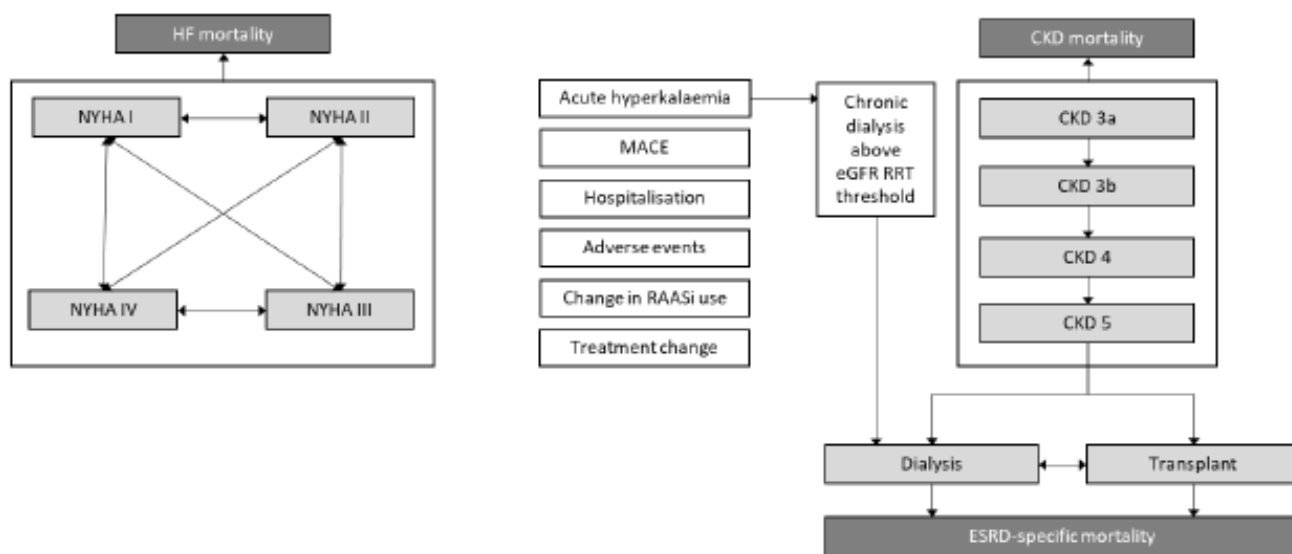 HF mortality
NYHA I
NYHA II
NYHA IV
NYHA III
Acute hyperkalaemia
MACE
Hospitalisation
Adverse events
Change in RAASi use
Treatment change
Chronic
dialysis
above
eGFR RRT
threshold
CKD mortality
CKD 3a
CKD 3b
CKD 4
CKD 5
Dialysis
Transplant
ESRD-specific mortality